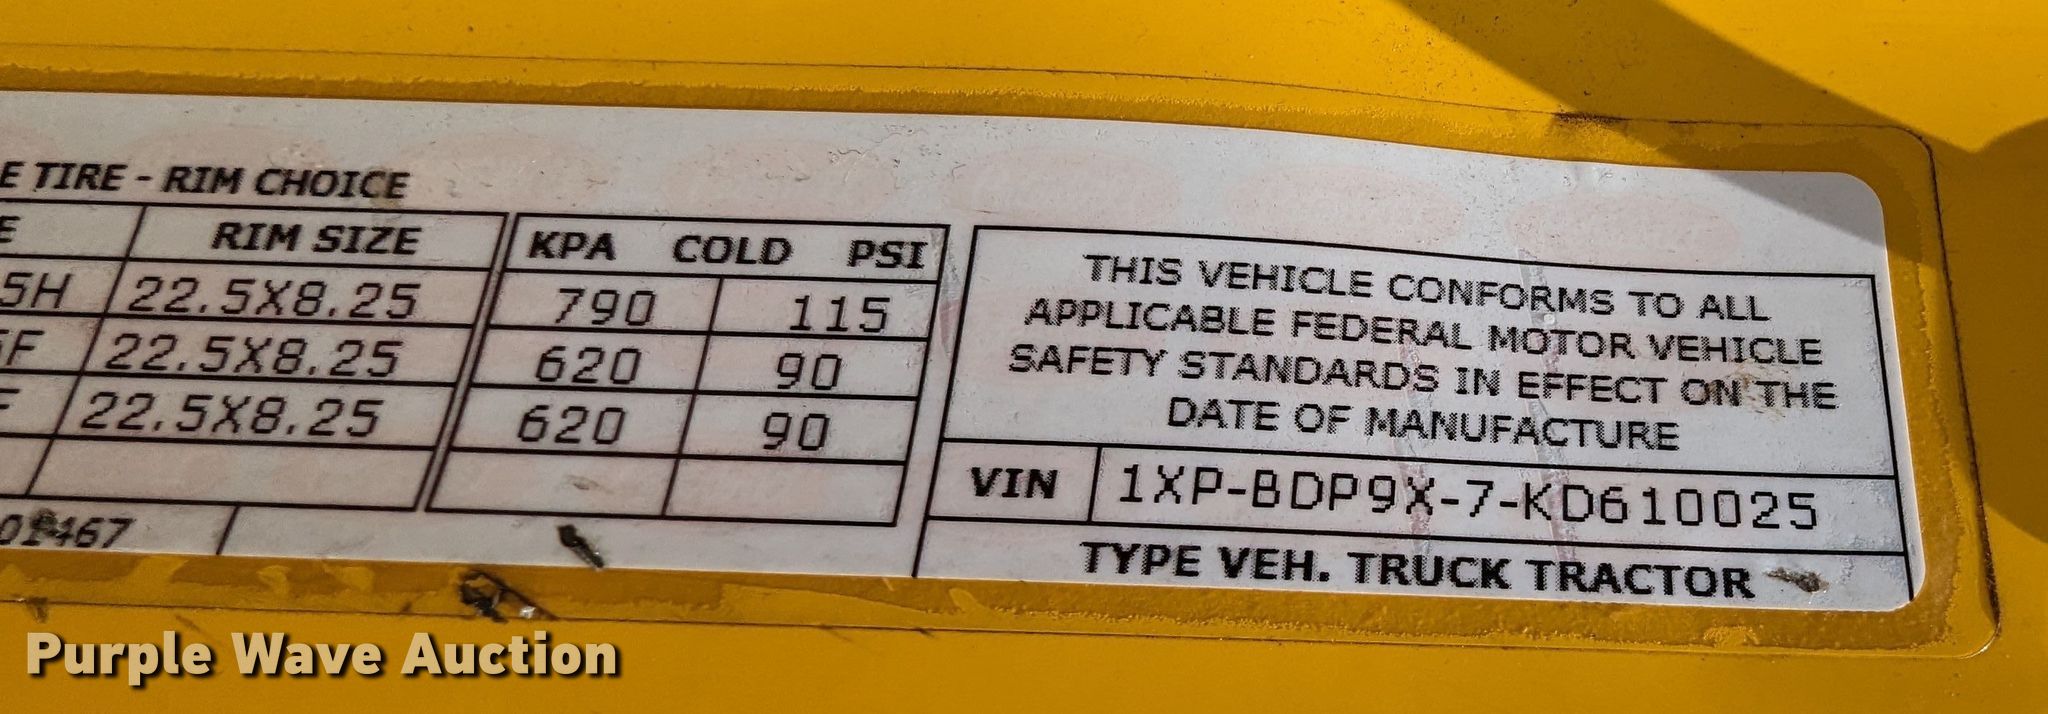 E TIRE - RIM CHOICE
E RIM SIZE KPA COLD PSI
5H 22.5X8.25 790 115
5F 22.5X8.25 620 90
F 22.5X8.25 620 90
THIS VEHICLE CONFORMS TO ALL
APPLICABLE FEDERAL MOTOR VEHICLE
SAFETY STANDARDS IN EFFECT ON THE
DATE OF MANUFACTURE
VIN 1XP-BDP9X-7-KD610025
TYPE VEH. TRUCK TRACTOR
Purple Wave Auction